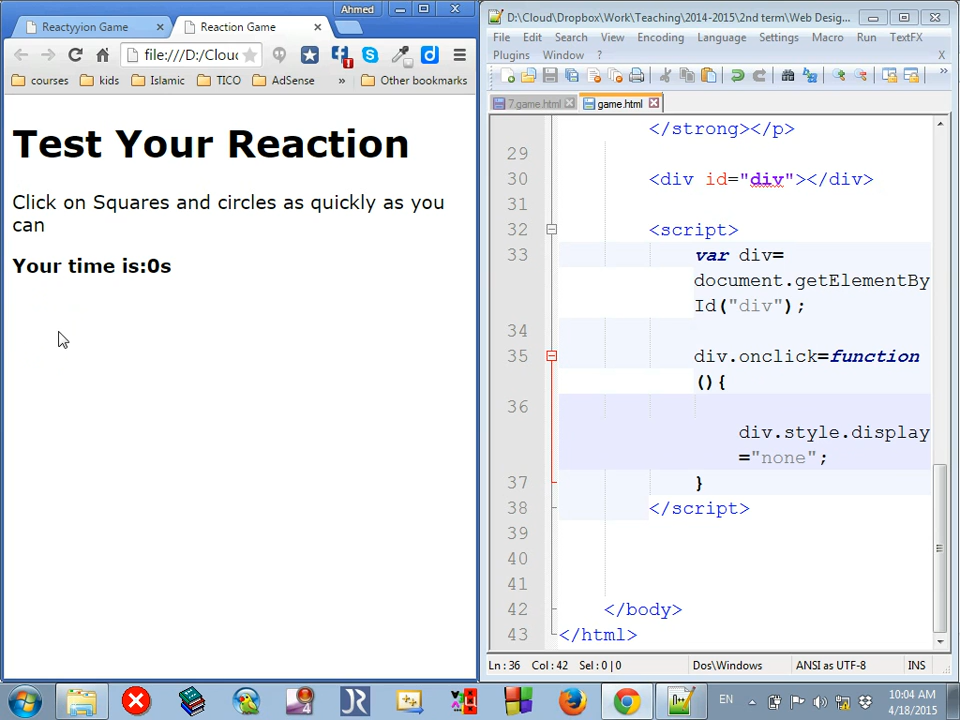 Reactyyion Game
Reaction Game
Ahmed
file:///D:/Clou
courses
kids
Islamic
TICO
AdSense
»
Other bookmarks
Test Your Reaction
Click on Squares and circles as quickly as you
can
Your time is:0s
D:\Cloud\Dropbox\Work\Teaching\2014-2015\2nd term\Web Desig...
File Edit Search View Encoding Language Settings Macro Run TextFX
Plugins Window ?
7.game.html
game.html
</strong></p>
29
30 <div id="div"></div>
31
32 <script>
33 var div=
document.getElementBy
Id("div");
34
35 div.onclick=function
(){
36
div.style.display
="none";
37 }
38 </script>
39
40
41
42 </body>
43 </html>
Ln:36 Col:42 Sel:0|0 Dos\Windows ANSI as UTF-8 INS
EN
10:04 AM
4/18/2015